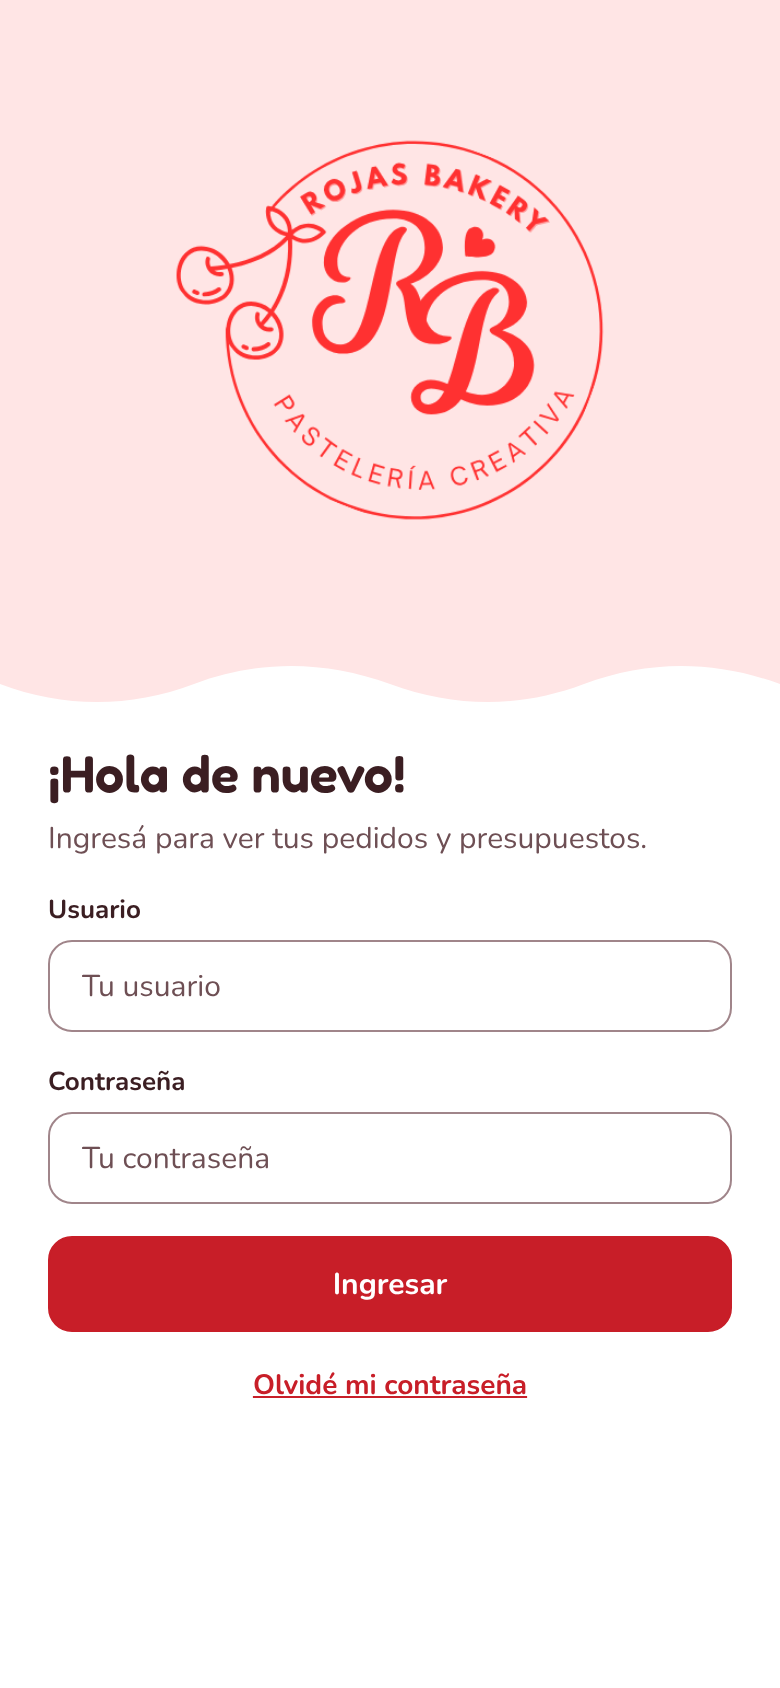 ROJAS BAKERY
RB
PASTELERÍA CREATIVA
¡Hola de nuevo!
Ingresá para ver tus pedidos y presupuestos.
Usuario
Tu usuario
Contraseña
Tu contraseña
Ingresar
Olvidé mi contraseña